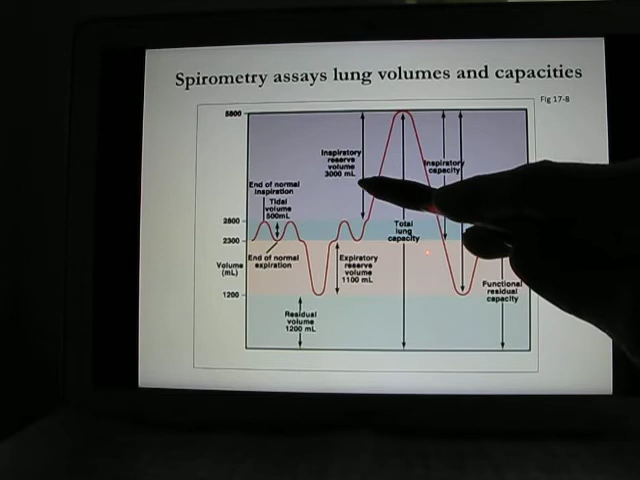 Spirometry assays lung volumes and capacities
Fig 17-8
5800
Inspiratory
reserve
volume
3000 mL
Inspiratory
capacity
End of normal
inspiration
Tidal
volume
500mL
2800
2300
Total
lung
capacity
End of normal
expiration
Volume
(mL)
Expiratory
reserve
volume
1100 mL
1200
Functional
residual
capacity
Residual
volume
1200 mL